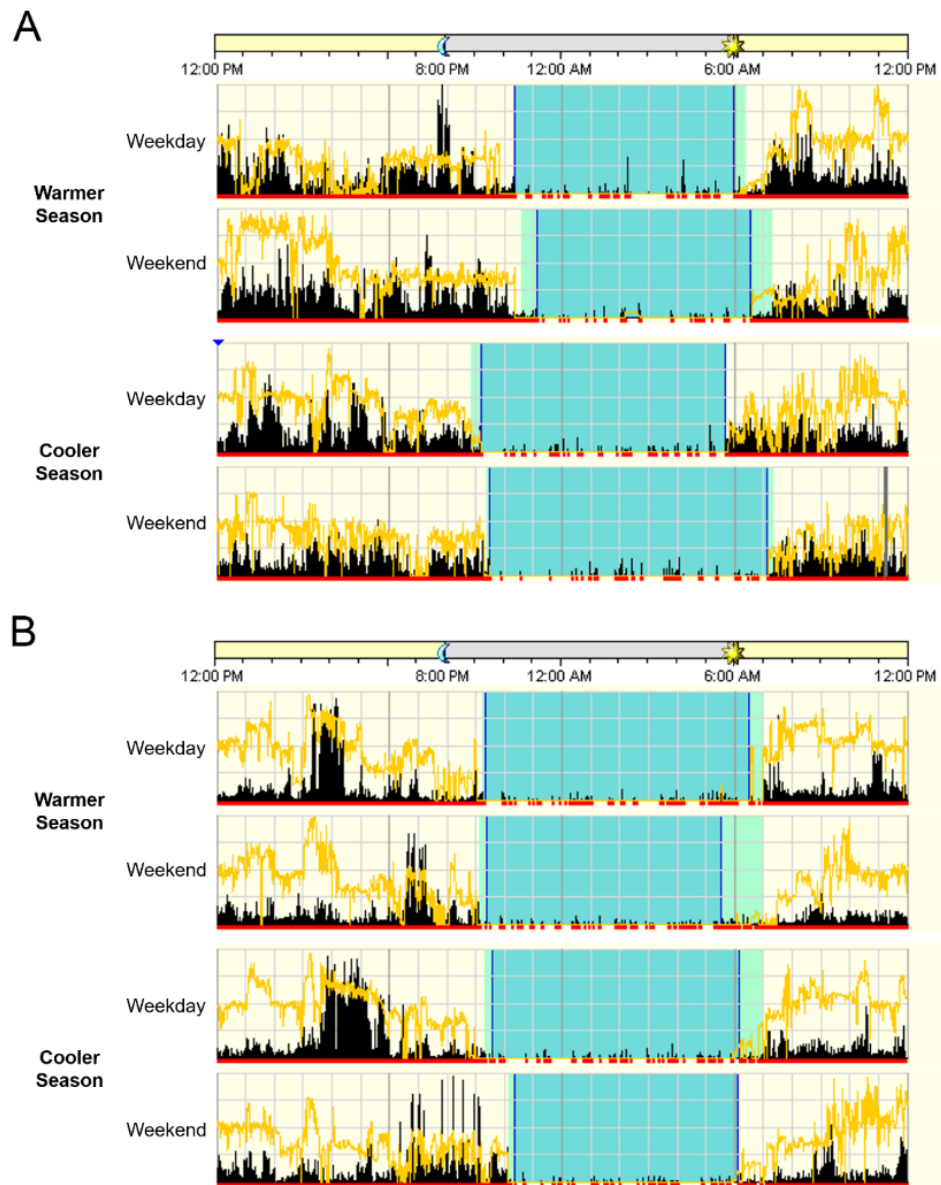 A
12:00 PM 8:00 PM 12:00 AM 6:00 AM 12:00 PM
Weekday
Warmer
Season
Weekend
Weekday
Cooler
Season
Weekend
B
12:00 PM 8:00 PM 12:00 AM 6:00 AM 12:00 PM
Weekday
Warmer
Season
Weekend
Weekday
Cooler
Season
Weekend